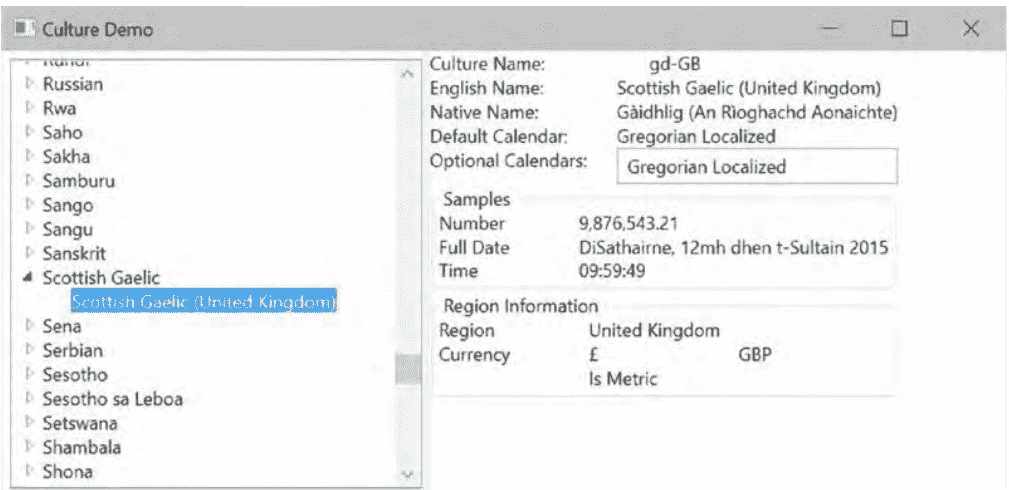 Culture Demo
Russian
Rwa
Saho
Sakha
Samburu
Sango
Sangu
Sanskrit
Scottish Gaelic
Scottish Gaelic (United Kingdom)
Sena
Serbian
Sesotho
Sesotho sa Leboa
Setswana
Shambala
Shona
Culture Name: gd-GB
English Name: Scottish Gaelic (United Kingdom)
Native Name: Gàidhlig (An Rìoghachd Aonaichte)
Default Calendar: Gregorian Localized
Optional Calendars: Gregorian Localized
Samples
Number 9,876,543.21
Full Date DiSathairne, 12mh dhen t-Sultain 2015
Time 09:59:49
Region Information
Region United Kingdom
Currency £ GBP
Is Metric